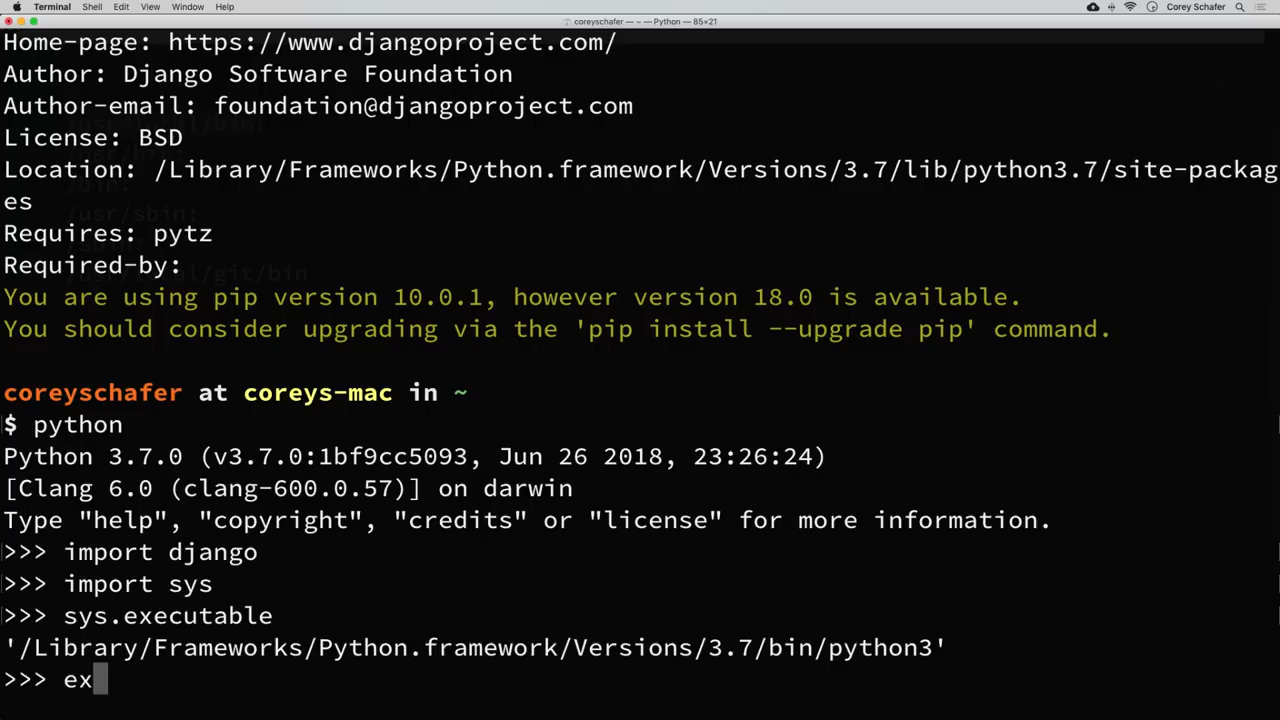 Terminal Shell Edit View Window Help Corey Schafer
coreyschafer — ~ — Python — 85×21
Home-page: https://www.djangoproject.com/
Author: Django Software Foundation
Author-email: foundation@djangoproject.com
License: BSD
Location: /Library/Frameworks/Python.framework/Versions/3.7/lib/python3.7/site-packag
es
Requires: pytz
Required-by:
You are using pip version 10.0.1, however version 18.0 is available.
You should consider upgrading via the 'pip install --upgrade pip' command.
coreyschafer at coreys-mac in ~
$ python
Python 3.7.0 (v3.7.0:1bf9cc5093, Jun 26 2018, 23:26:24)
[Clang 6.0 (clang-600.0.57)] on darwin
Type "help", "copyright", "credits" or "license" for more information.
>>> import django
>>> import sys
>>> sys.executable
'/Library/Frameworks/Python.framework/Versions/3.7/bin/python3'
>>> ex